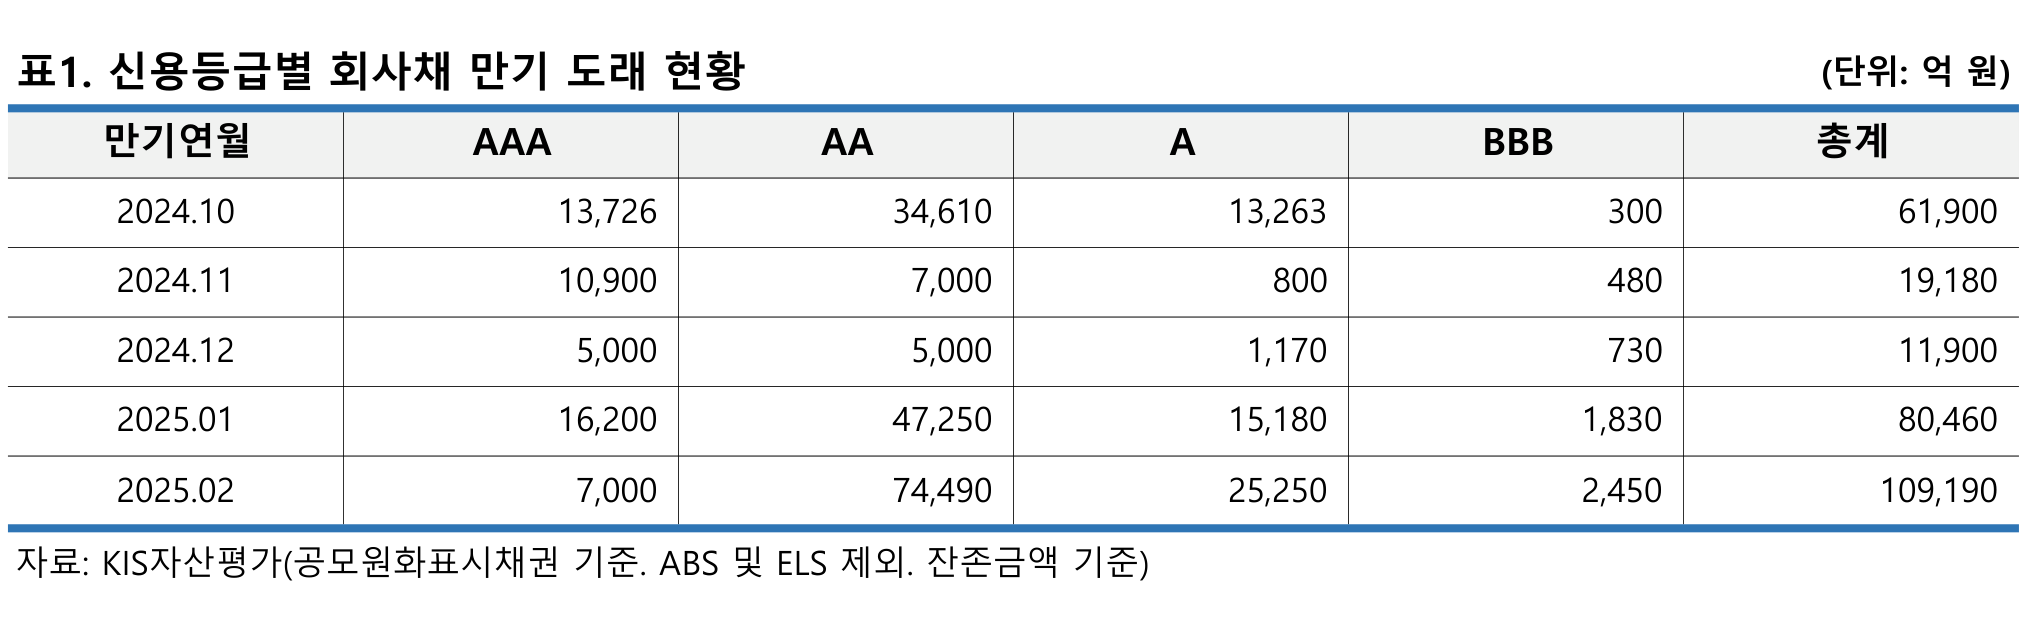 표1. 신용등급별 회사채 만기 도래 현황 (단위: 억 원)
만기연월 AAA AA A BBB 총계
2024.10 13,726 34,610 13,263 300 61,900
2024.11 10,900 7,000 800 480 19,180
2024.12 5,000 5,000 1,170 730 11,900
2025.01 16,200 47,250 15,180 1,830 80,460
2025.02 7,000 74,490 25,250 2,450 109,190
자료: KIS자산평가(공모원화표시채권 기준. ABS 및 ELS 제외. 잔존금액 기준)